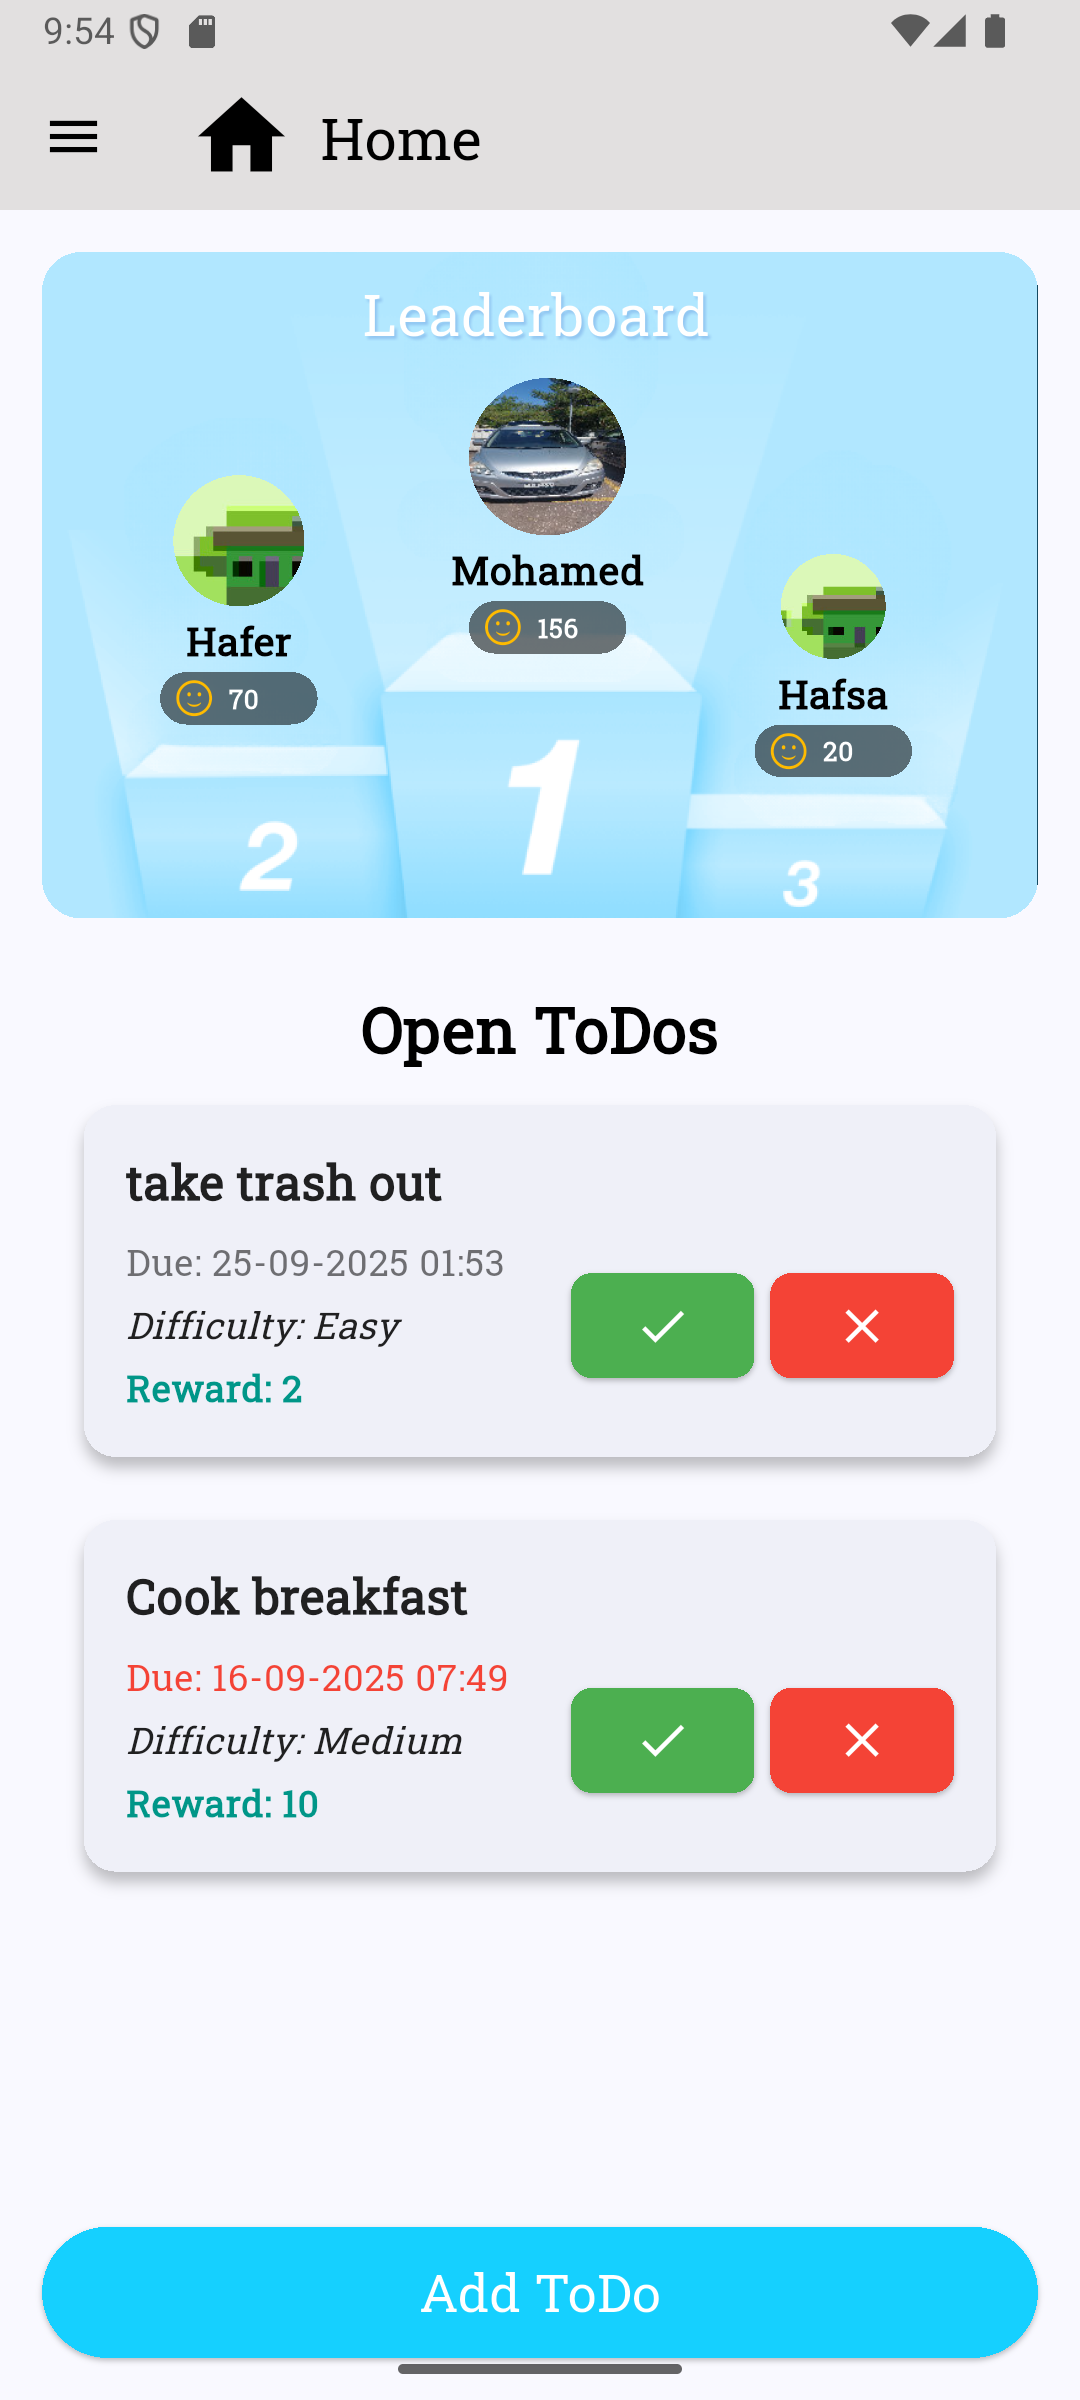 9:54
Home
Leaderboard
Mohamed
156
Hafer
70
Hafsa
20
1
2
3
Open ToDos
take trash out
Due: 25-09-2025 01:53
Difficulty: Easy
Reward: 2
Cook breakfast
Due: 16-09-2025 07:49
Difficulty: Medium
Reward: 10
Add ToDo